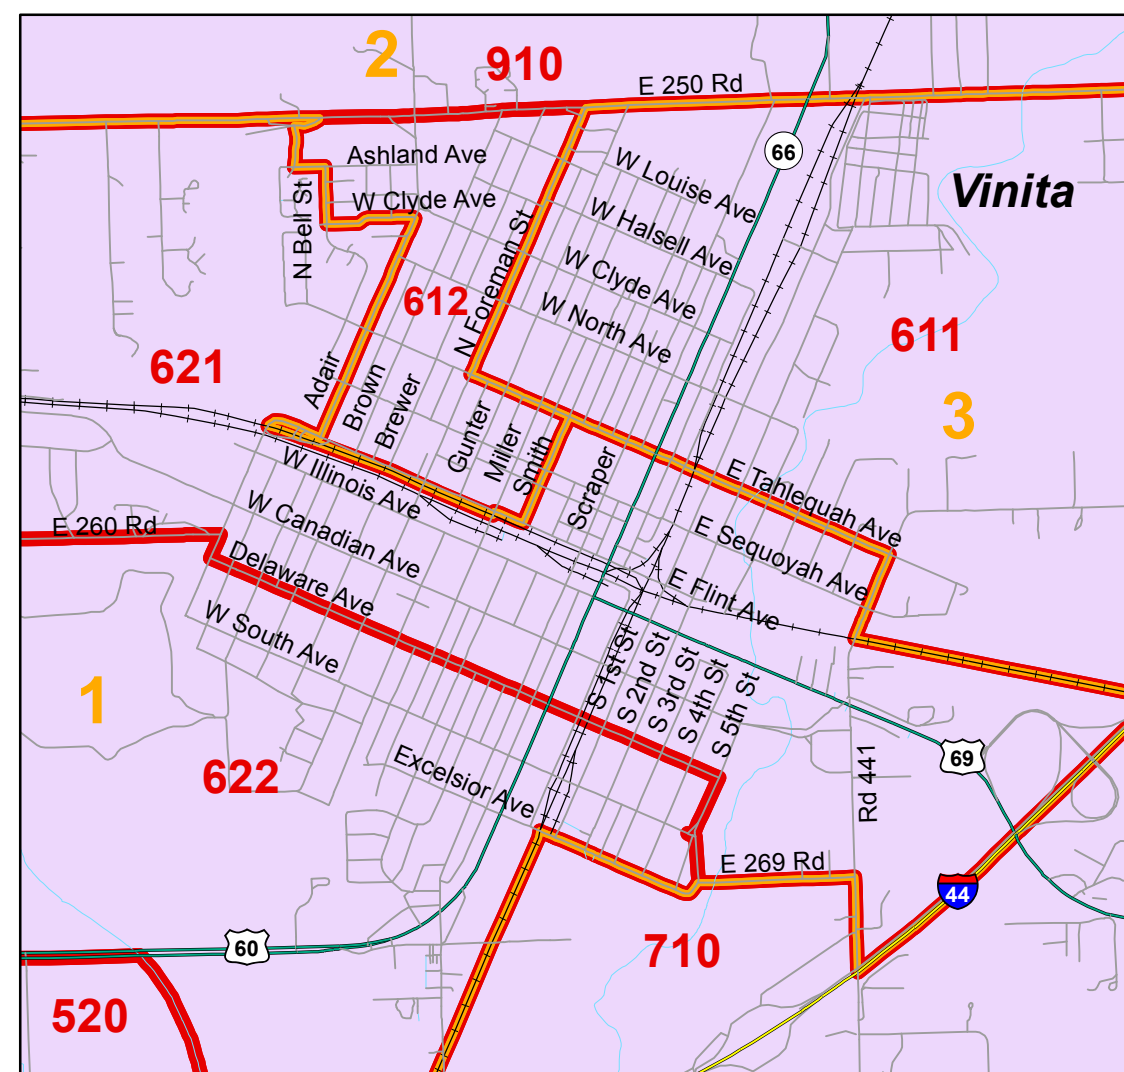 2
910
E 250 Rd
66
Ashland Ave
W Louise Ave
Vinita
W Clyde Ave
N Bell St
W Halsell Ave
N Foreman St
W Clyde Ave
612
W North Ave
611
621
3
Adair
Brown
Brewer
Gunter
Miller
Smith
Scraper
E Tahlequah Ave
W Illinois Ave
E Sequoyah Ave
W Canadian Ave
E 260 Rd
Delaware Ave
E Flint Ave
W South Ave
S 1st St
S 2nd St
S 3rd St
S 4th St
S 5th St
1
622
Excelsior Ave
69
Rd 441
E 269 Rd
44
60
710
520